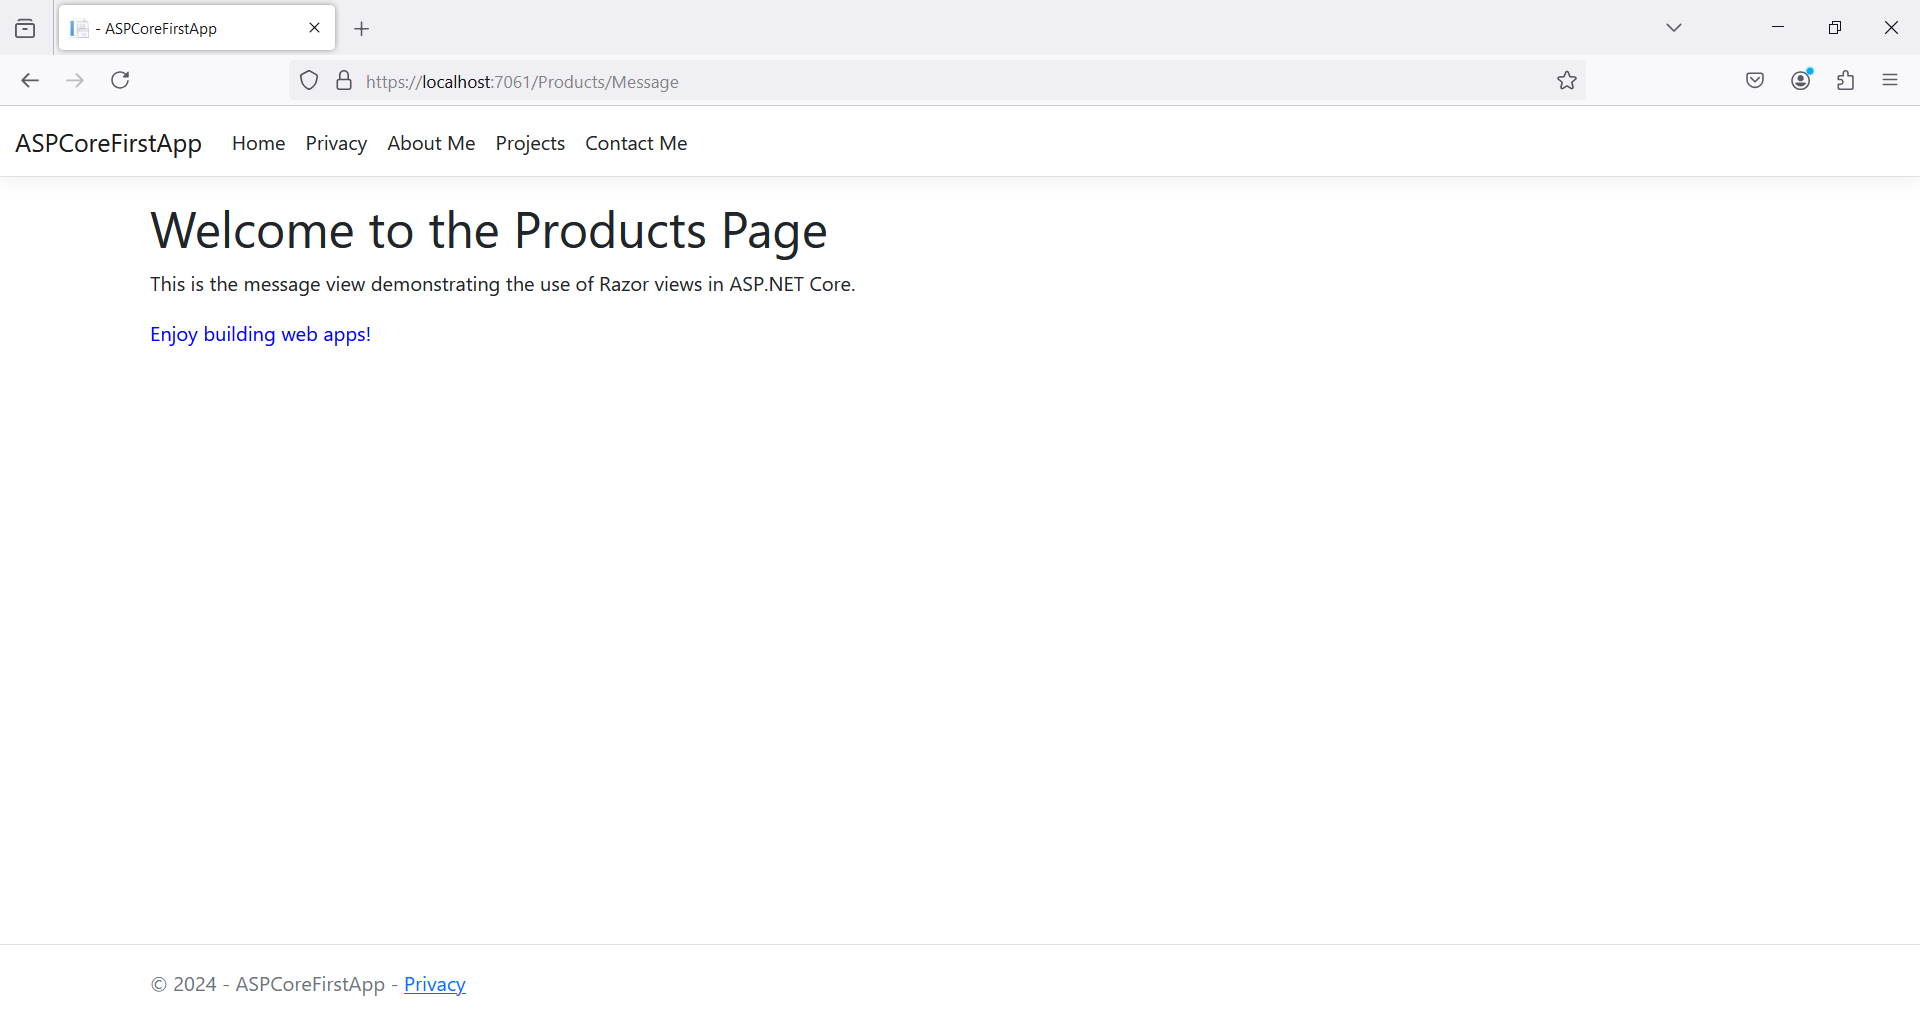 - ASPCoreFirstApp
https://localhost:7061/Products/Message
ASPCoreFirstApp Home Privacy About Me Projects Contact Me
Welcome to the Products Page
This is the message view demonstrating the use of Razor views in ASP.NET Core.
Enjoy building web apps!
© 2024 - ASPCoreFirstApp - Privacy